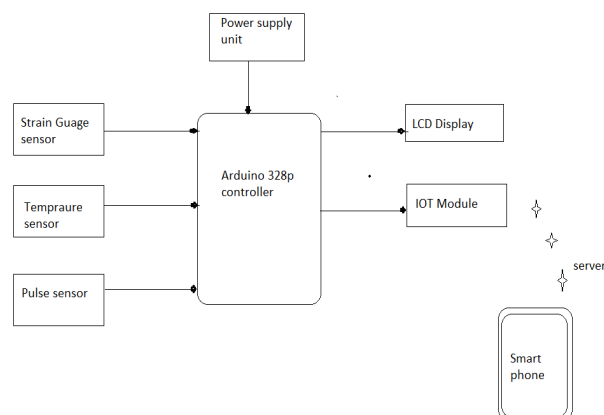 Power supply
unit
Strain Guage
sensor
LCD Display
Arduino 328p
controller
Tempraure
sensor
IOT Module
server
Pulse sensor
Smart
phone